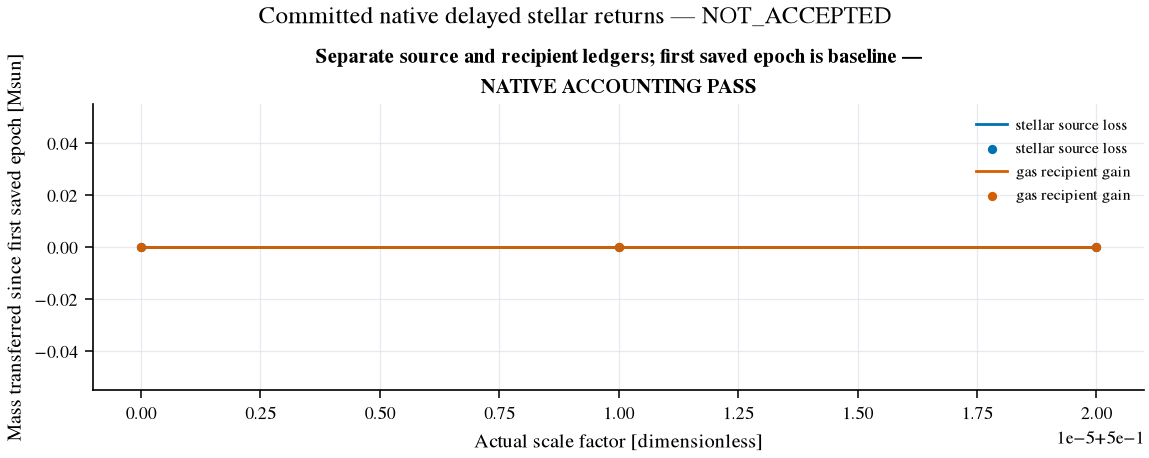 Committed native delayed stellar returns — NOT_ACCEPTED
Separate source and recipient ledgers; first saved epoch is baseline —
NATIVE ACCOUNTING PASS
Mass transferred since first saved epoch [Msun]
0.04
0.02
0.00
−0.02
−0.04
stellar source loss
stellar source loss
gas recipient gain
gas recipient gain
0.00 0.25 0.50 0.75 1.00 1.25 1.50 1.75 2.00
1e−5+5e−1
Actual scale factor [dimensionless]